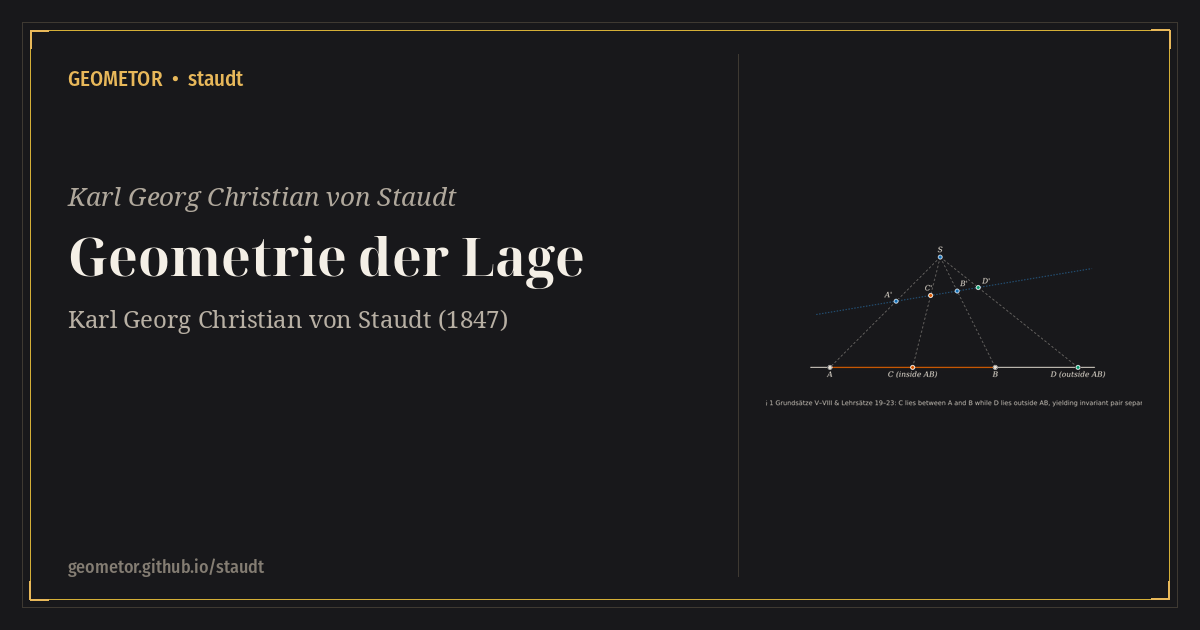 GEOMETOR • staudt
Karl Georg Christian von Staudt
Geometrie der Lage
Karl Georg Christian von Staudt (1847)
S
A' C' B' D'
A C (inside AB) B D (outside AB)
1 Grundsätze V–VIII & Lehrsätze 19–23: C lies between A and B while D lies outside AB, yielding invariant pair
geometor.github.io/staudt